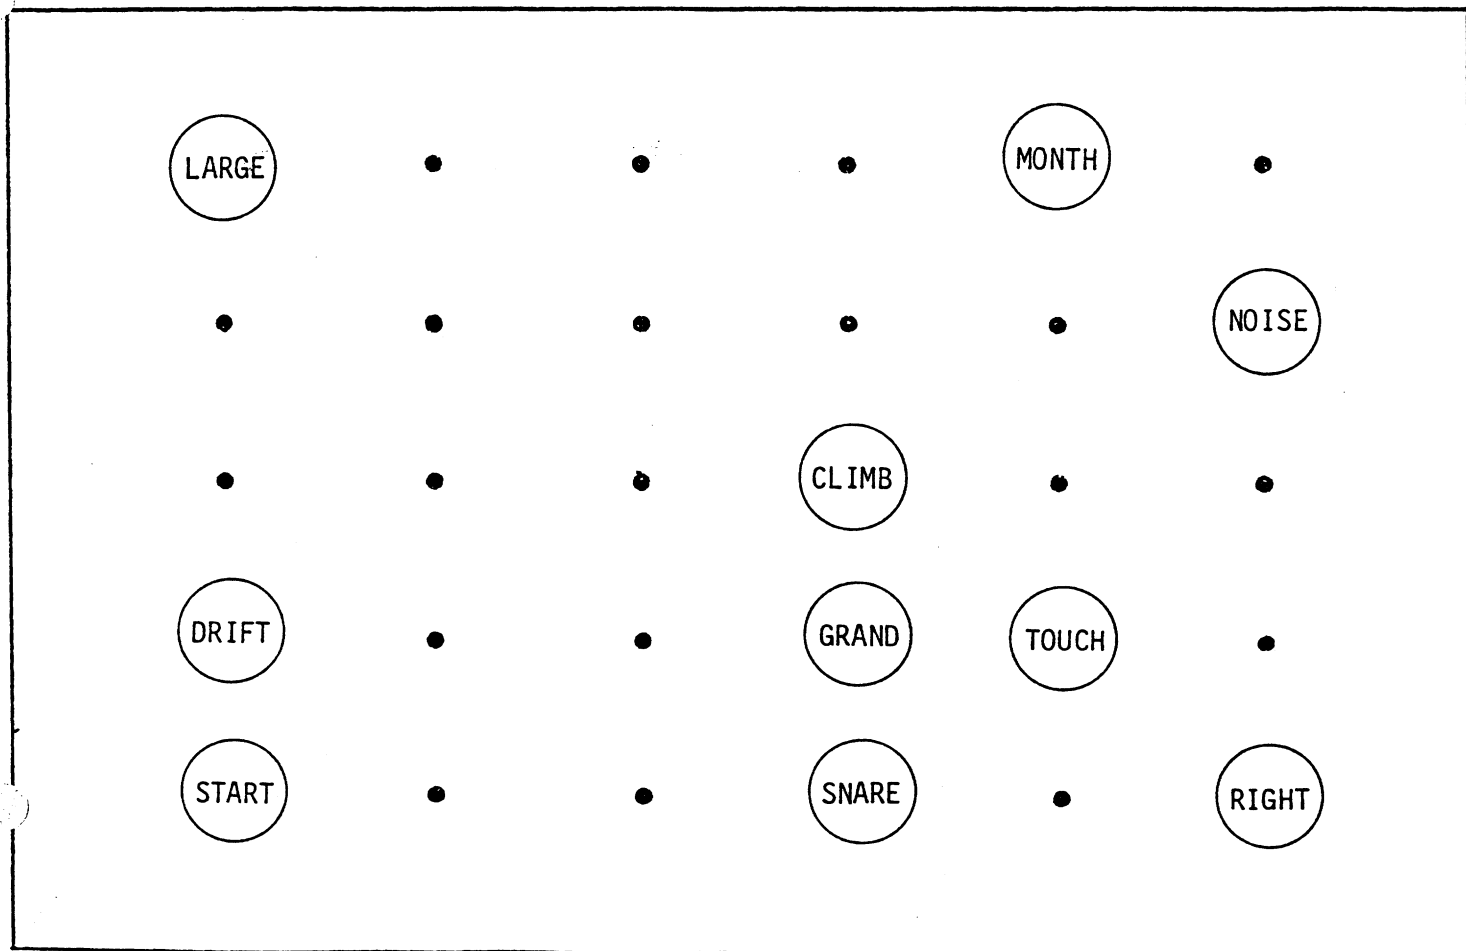 LARGE MONTH
NOISE
CLIMB
DRIFT GRAND TOUCH
START SNARE RIGHT